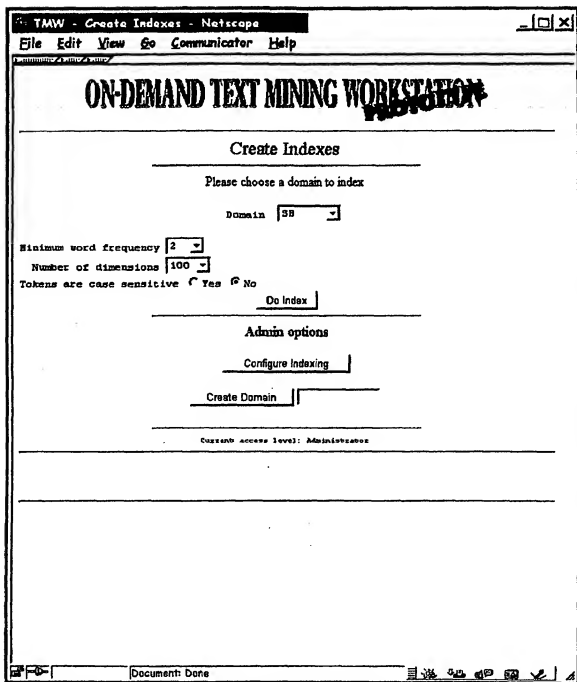 TMW - Create Indexes - Netscape
File Edit View Go Communicator Help
ON-DEMAND TEXT MINING WORKSTATION
PROTOTYPE
Create Indexes
Please choose a domain to index
Domain SB
Minimum word frequency 2
Number of dimensions 100
Tokens are case sensitive Yes No
Do Index
Admin options
Configure Indexing
Create Domain
Current access level: Administrator
Document: Done